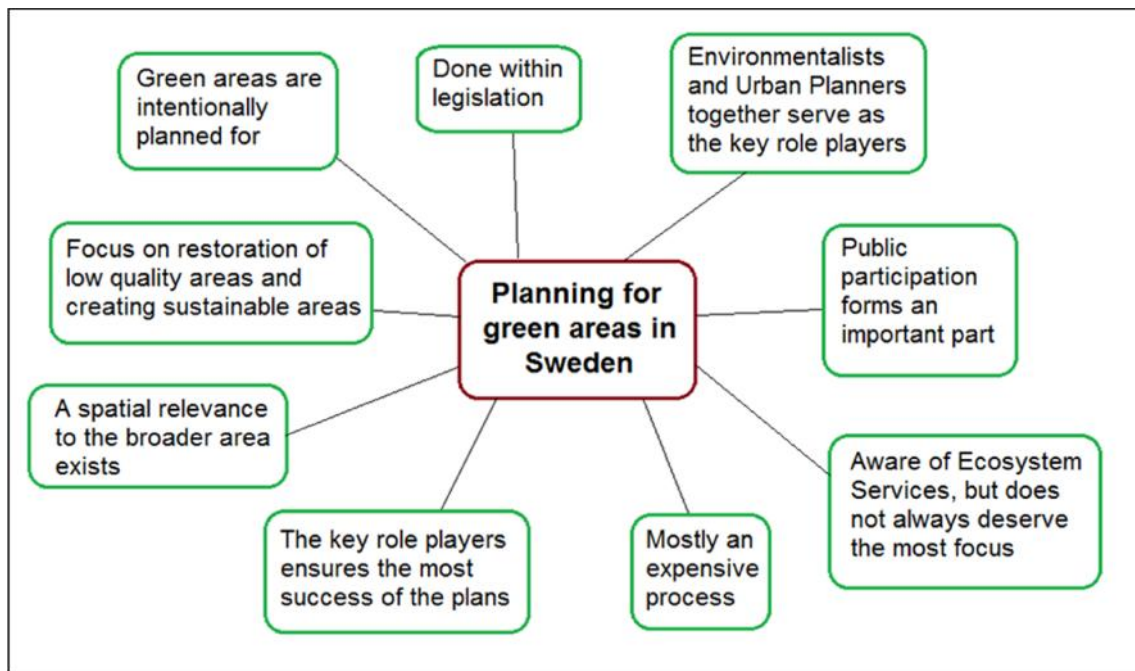 Green areas are
intentionally
planned for
Done within
legislation
Environmentalists
and Urban Planners
together serve as
the key role players
Focus on restoration of
low quality areas and
creating sustainable areas
Planning for
green areas in
Sweden
Public
participation
forms an
important part
A spatial relevance
to the broader area
exists
The key role players
ensures the most
success of the plans
Mostly an
expensive
process
Aware of Ecosystem
Services, but does
not always deserve
the most focus